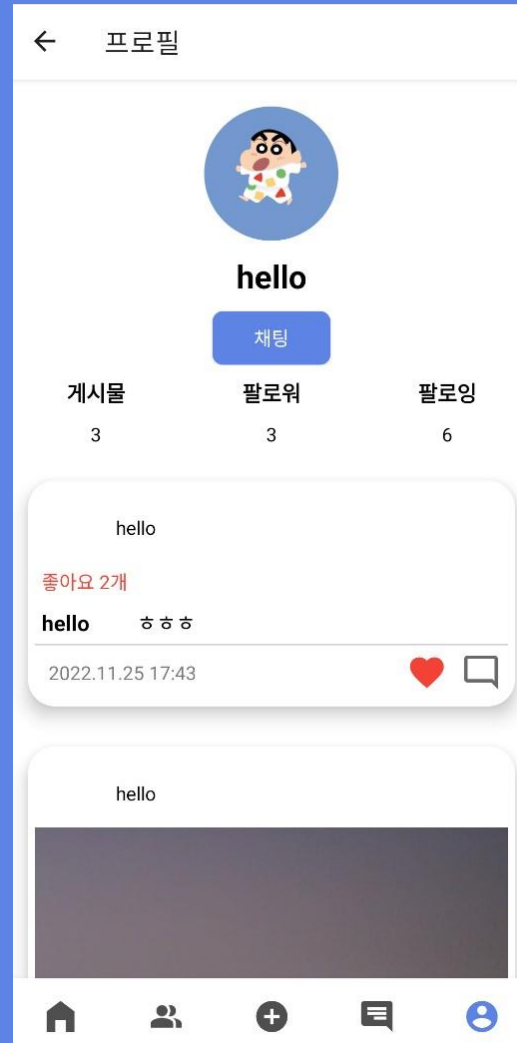 프로필
hello
채팅
게시물 팔로워 팔로잉
3 3 6
hello
좋아요 2개
hello ㅎㅎㅎ
2022.11.25 17:43
hello